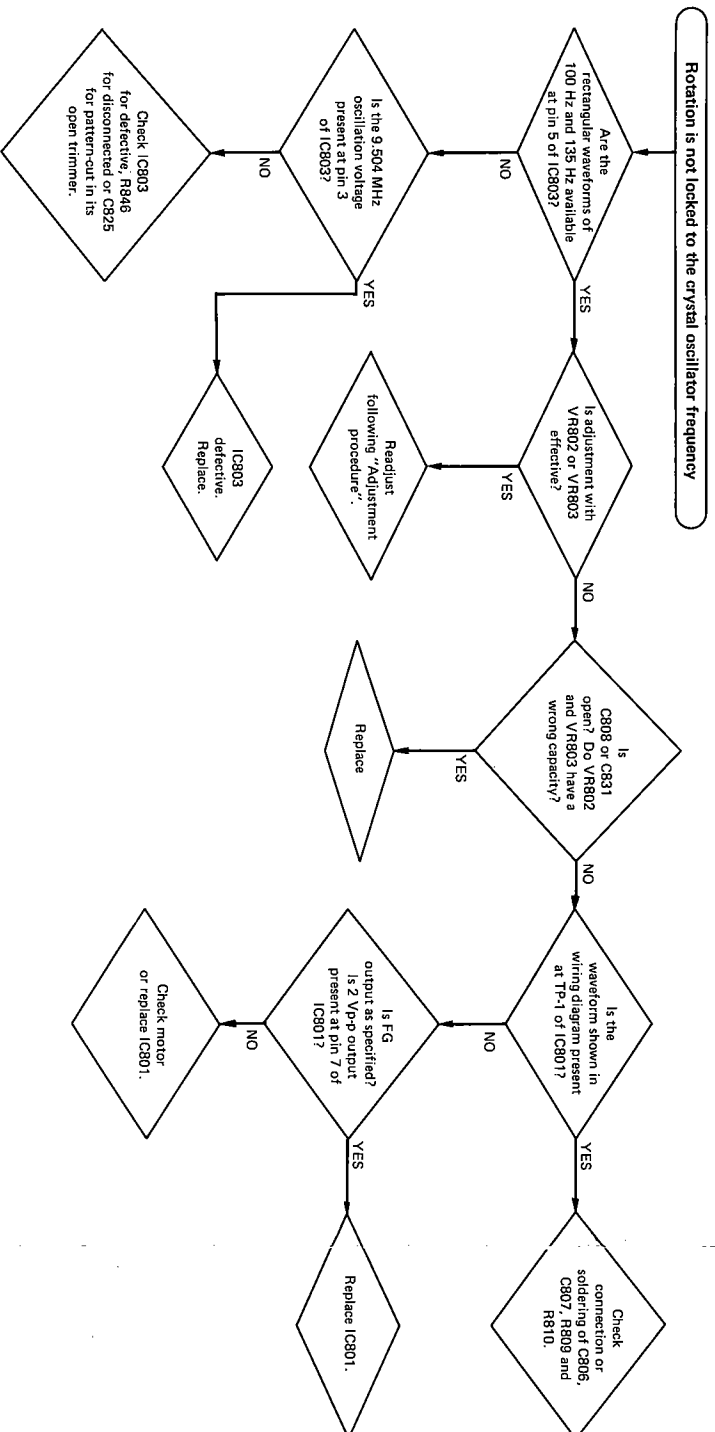 Rotation is not locked to the crystal oscillator frequency
Are the
rectangular waveforms of
100 Hz and 135 Hz available
at pin 5 of IC803?
YES
NO
Is adjustment with
VR802 or VR803
effective?
NO
YES
Is
C808 or C831
open? Do VR802
and VR803 have a
wrong capacity?
NO
YES
Is the
waveform shown in
wiring diagram present
at TP-1 of IC801?
YES
NO
Check
connection or
soldering of C806,
C807, R809 and
R810.
Is the 9.504 MHz
oscillation voltage
present at pin 3
of IC803?
YES
NO
Readjust
following "Adjustment
procedure".
Replace
Is FG
output as specified?
Is 2 Vp-p output
present at pin 7 of
IC801?
YES
NO
Replace IC801.
Check IC803
for defective, R846
for disconnected or C825
for pattern-cut in its
open trimmer.
IC803
defective.
Replace.
Check motor
or replace IC801.